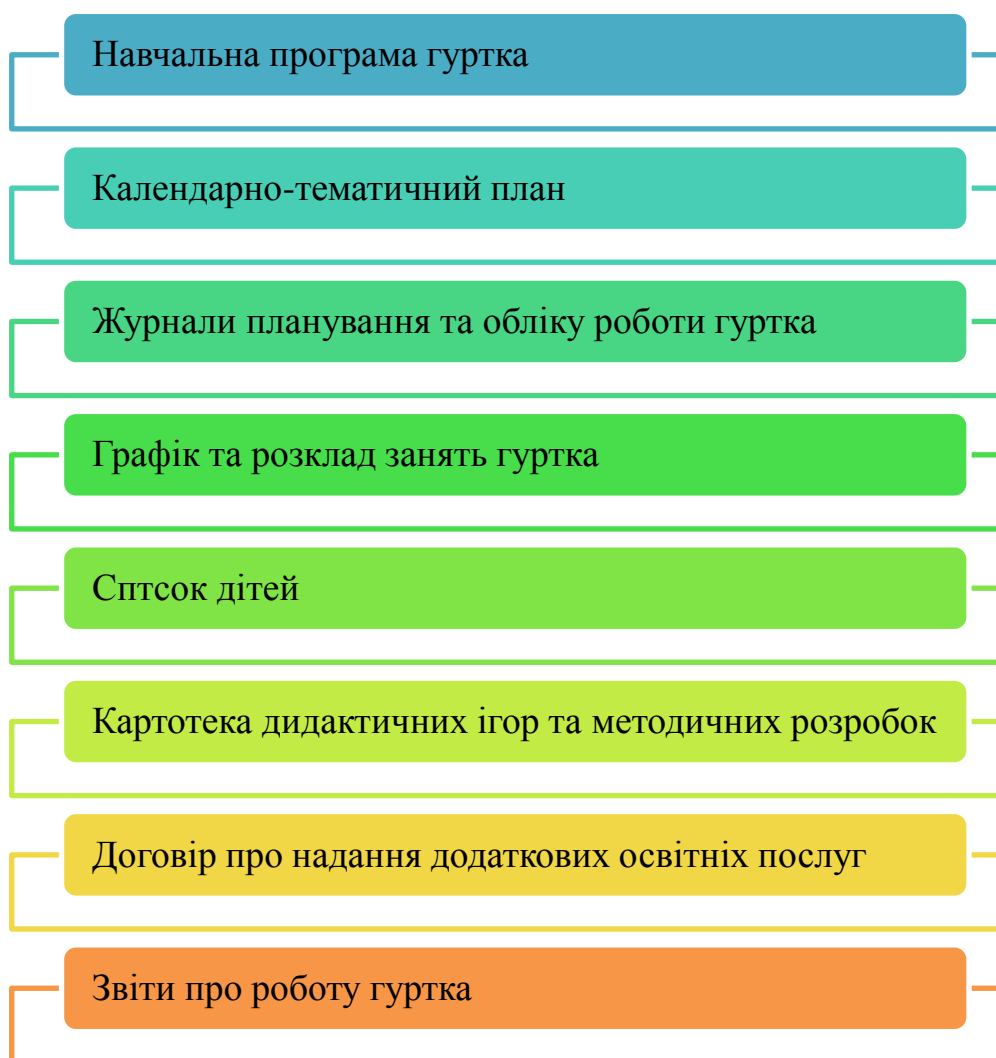 Навчальна програма гуртка
Календарно-тематичний план
Журнали планування та обліку роботи гуртка
Графік та розклад занять гуртка
Сптсок дітей
Картотека дидактичних ігор та методичних розробок
Договір про надання додаткових освітніх послуг
Звіти про роботу гуртка